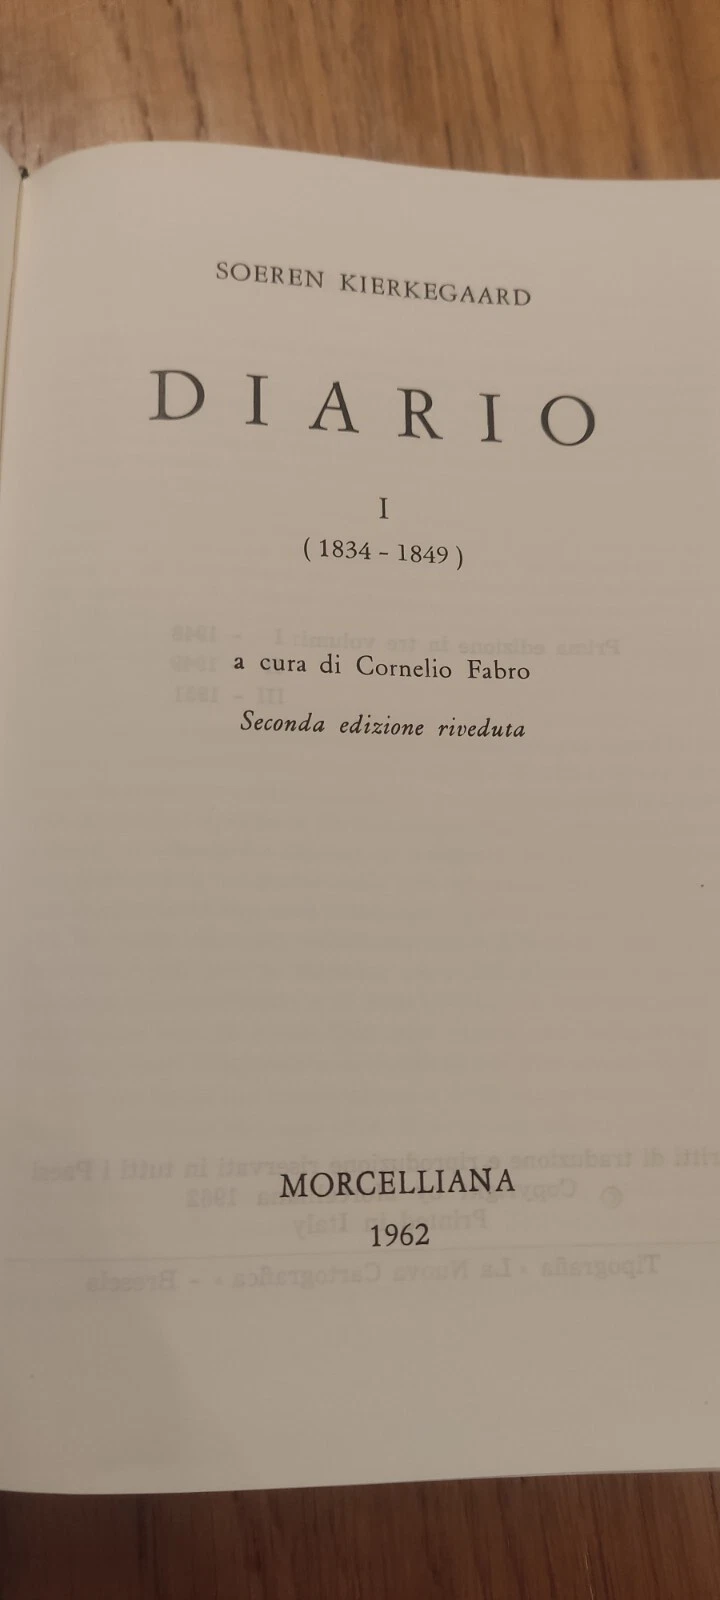 SOEREN KIERKEGAARD
DIARIO
I
( 1834 - 1849 )
a cura di Cornelio Fabro
Seconda edizione riveduta
MORCELLIANA
1962